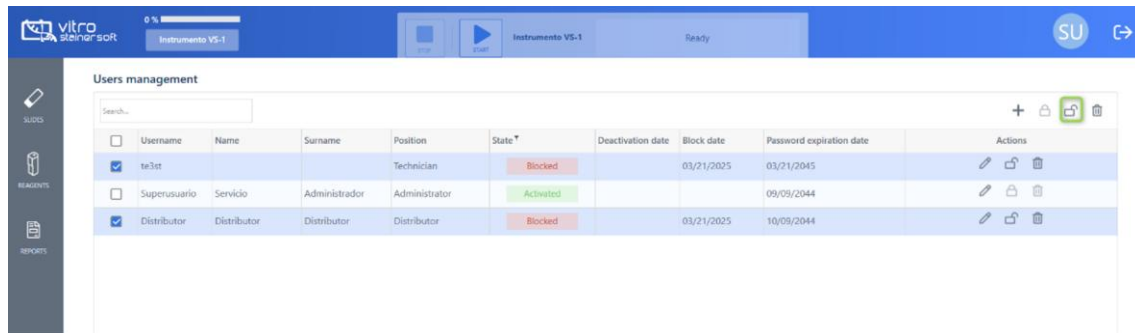 vitro
steinersoft
0 %
Instrumento VS-1
STOP
START
Instrumento VS-1
Ready
SU
SLIDES
REAGENTS
REPORTS
Users management
Search...
Username Name Surname Position State Deactivation date Block date Password expiration date Actions
te3st Technician Blocked 03/21/2025 03/21/2045
Superusuario Servicio Administrador Administrator Activated 09/09/2044
Distributor Distributor Distributor Distributor Blocked 03/21/2025 10/09/2044